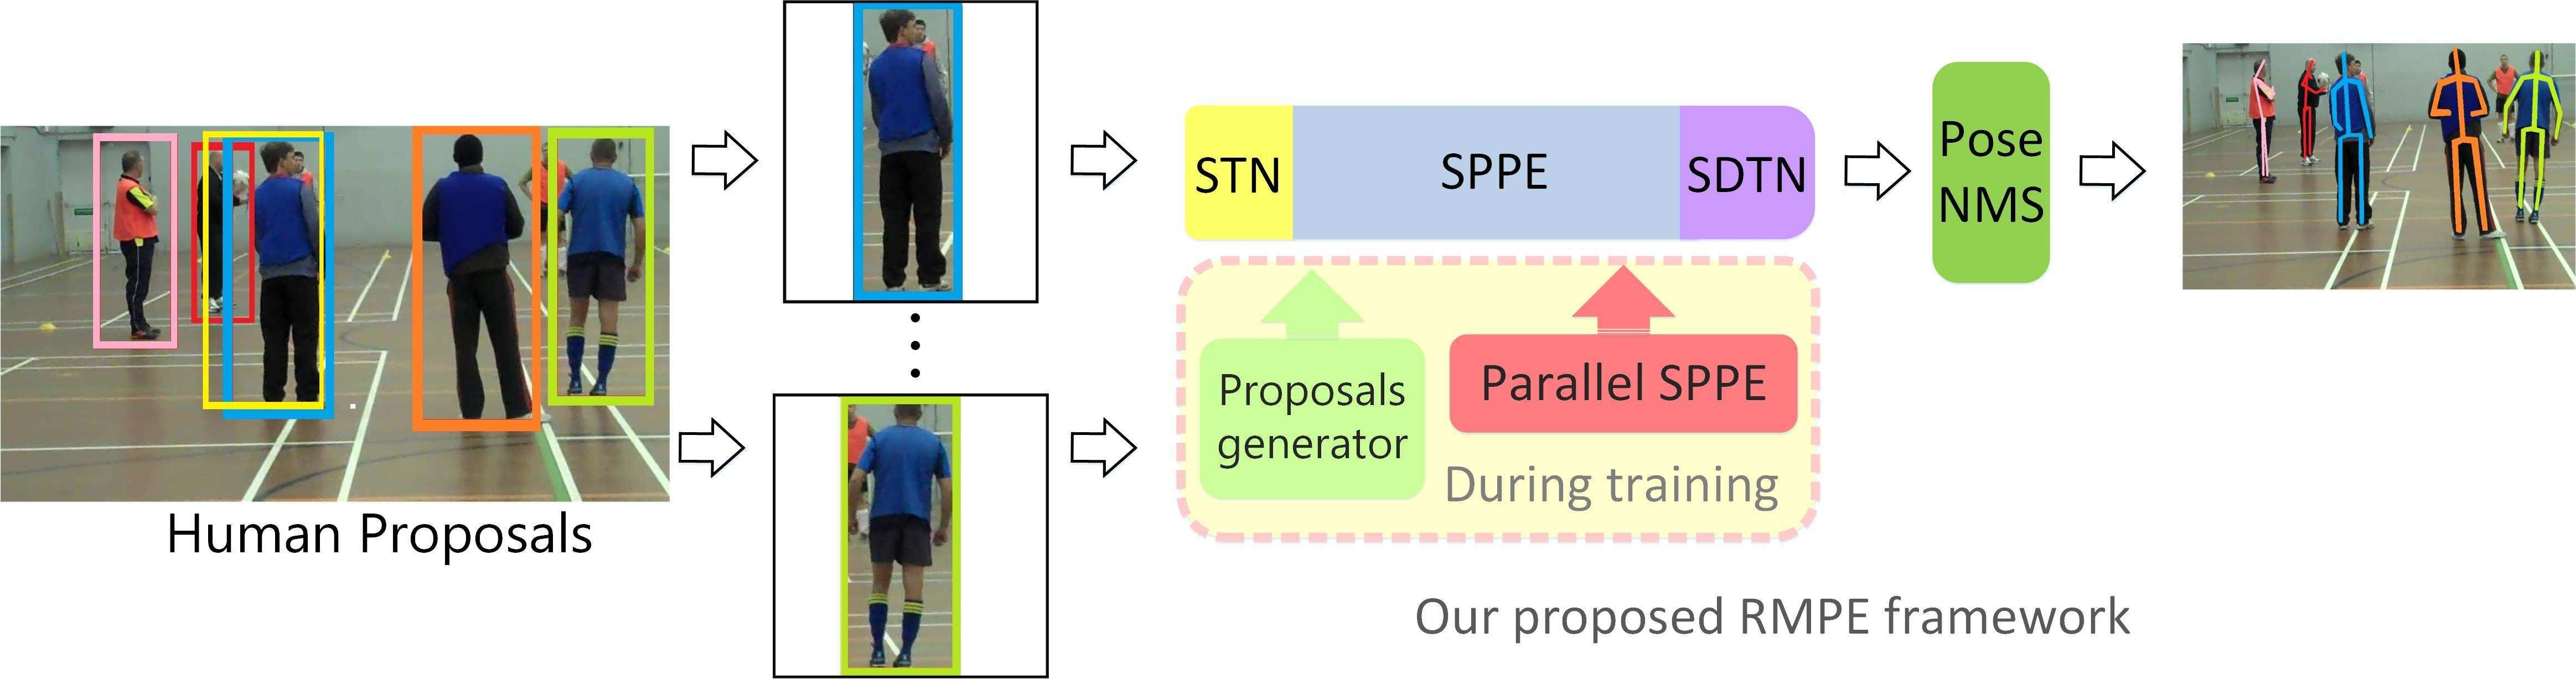 Human Proposals
STN
SPPE
SDTN
Proposals
generator
Parallel SPPE
During training
Pose
NMS
Our proposed RMPE framework